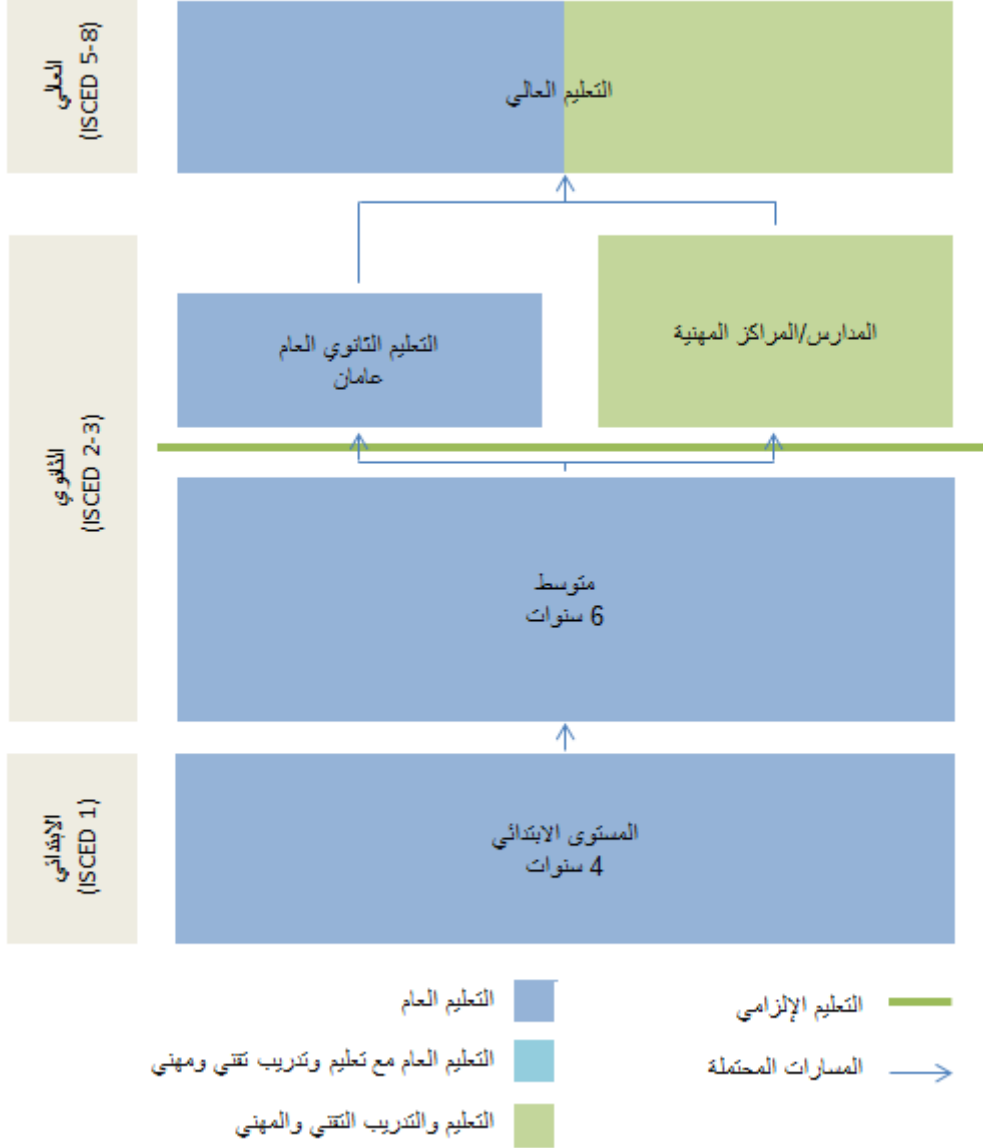 العالي
(ISCED 5-8)
التعليم العالي
الثانوي
(ISCED 2-3)
التعليم الثانوي العام
عامان
المدارس/المراكز المهنية
متوسط
6 سنوات
الابتدائي
(ISCED 1)
المستوى الابتدائي
4 سنوات
التعليم الإلزامي
المسارات المحتملة
التعليم العام
التعليم العام مع تعليم وتدريب تقني ومهني
التعليم والتدريب التقني والمهني